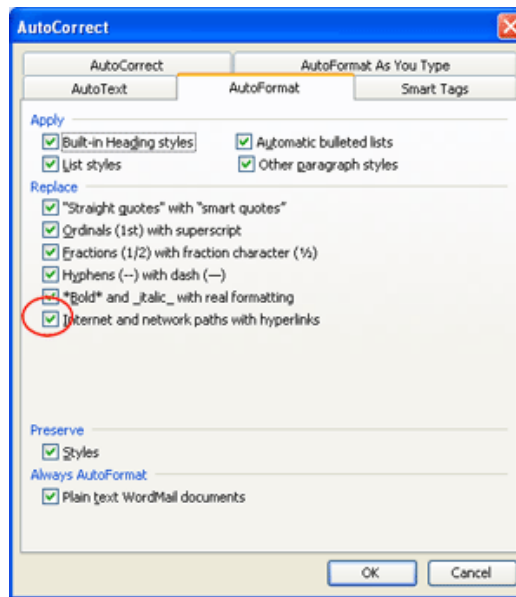 AutoCorrect
AutoCorrect AutoFormat As You Type
AutoText AutoFormat Smart Tags
Apply
Built-in Heading styles Automatic bulleted lists
List styles Other paragraph styles
Replace
"Straight quotes" with “smart quotes”
Ordinals (1st) with superscript
Fractions (1/2) with fraction character (½)
Hyphens (--) with dash (—)
*Bold* and _italic_ with real formatting
Internet and network paths with hyperlinks
Preserve
Styles
Always AutoFormat
Plain text WordMail documents
OK Cancel